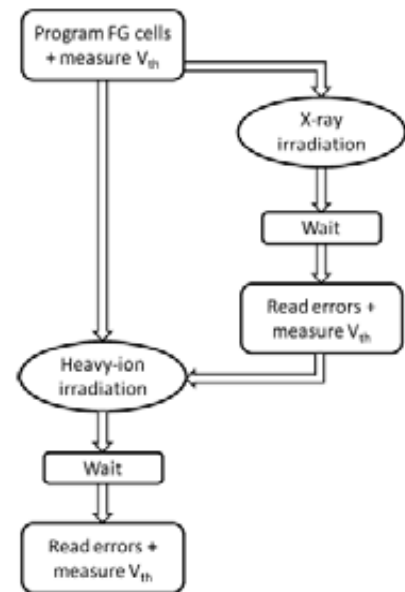 Program FG cells
+ measure Vth
X-ray
irradiation
Wait
Read errors +
measure Vth
Heavy-ion
irradiation
Wait
Read errors +
measure Vth